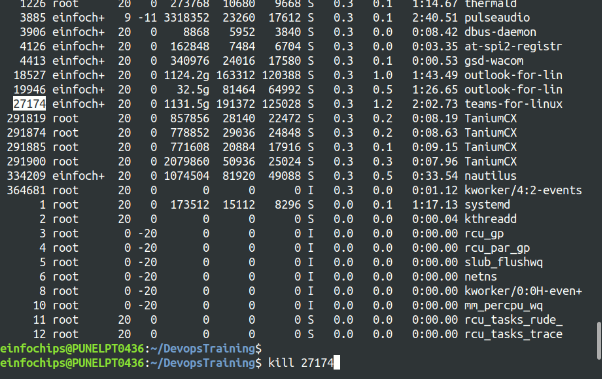 1226 root 20 0 273768 10680 9668 S 0.3 0.1 1:14.67 thermald
3885 einfoch+ 9 -11 3318352 23260 17612 S 0.3 0.1 2:40.51 pulseaudio
3906 einfoch+ 20 0 8868 5952 3840 S 0.3 0.0 0:08.42 dbus-daemon
4126 einfoch+ 20 0 162848 7484 6704 S 0.3 0.0 0:03.35 at-spi2-registr
4413 einfoch+ 20 0 340976 24016 17580 S 0.3 0.1 0:00.53 gsd-wacom
18527 einfoch+ 20 0 1124.2g 163312 120388 S 0.3 1.0 1:43.49 outlook-for-lin
19946 einfoch+ 20 0 32.5g 81464 64992 S 0.3 0.5 1:26.65 outlook-for-lin
27174 einfoch+ 20 0 1131.5g 191372 125028 S 0.3 1.2 2:02.73 teams-for-linux
291819 root 20 0 857856 28140 22472 S 0.3 0.2 0:08.19 TaniumCX
291874 root 20 0 778852 29036 24848 S 0.3 0.2 0:08.63 TaniumCX
291885 root 20 0 771608 20884 17916 S 0.3 0.1 0:09.15 TaniumCX
291900 root 20 0 2079860 50936 25024 S 0.3 0.3 0:07.96 TaniumCX
334209 einfoch+ 20 0 1074504 81920 49088 S 0.3 0.5 0:33.54 nautilus
364681 root 20 0 0 0 0 I 0.3 0.0 0:01.12 kworker/4:2-events
1 root 20 0 173512 15112 8296 S 0.0 0.1 1:17.13 systemd
2 root 20 0 0 0 0 S 0.0 0.0 0:00.04 kthreadd
3 root 0 -20 0 0 0 I 0.0 0.0 0:00.00 rcu_gp
4 root 0 -20 0 0 0 I 0.0 0.0 0:00.00 rcu_par_gp
5 root 0 -20 0 0 0 I 0.0 0.0 0:00.00 slub_flushwq
6 root 0 -20 0 0 0 I 0.0 0.0 0:00.00 netns
8 root 0 -20 0 0 0 I 0.0 0.0 0:00.00 kworker/0:0H-even+
10 root 0 -20 0 0 0 I 0.0 0.0 0:00.00 mm_percpu_wq
11 root 20 0 0 0 0 S 0.0 0.0 0:00.00 rcu_tasks_rude_
12 root 20 0 0 0 0 S 0.0 0.0 0:00.00 rcu_tasks_trace
einfochips@PUNELPT0436:~/DevopsTraining$
einfochips@PUNELPT0436:~/DevopsTraining$ kill 27174